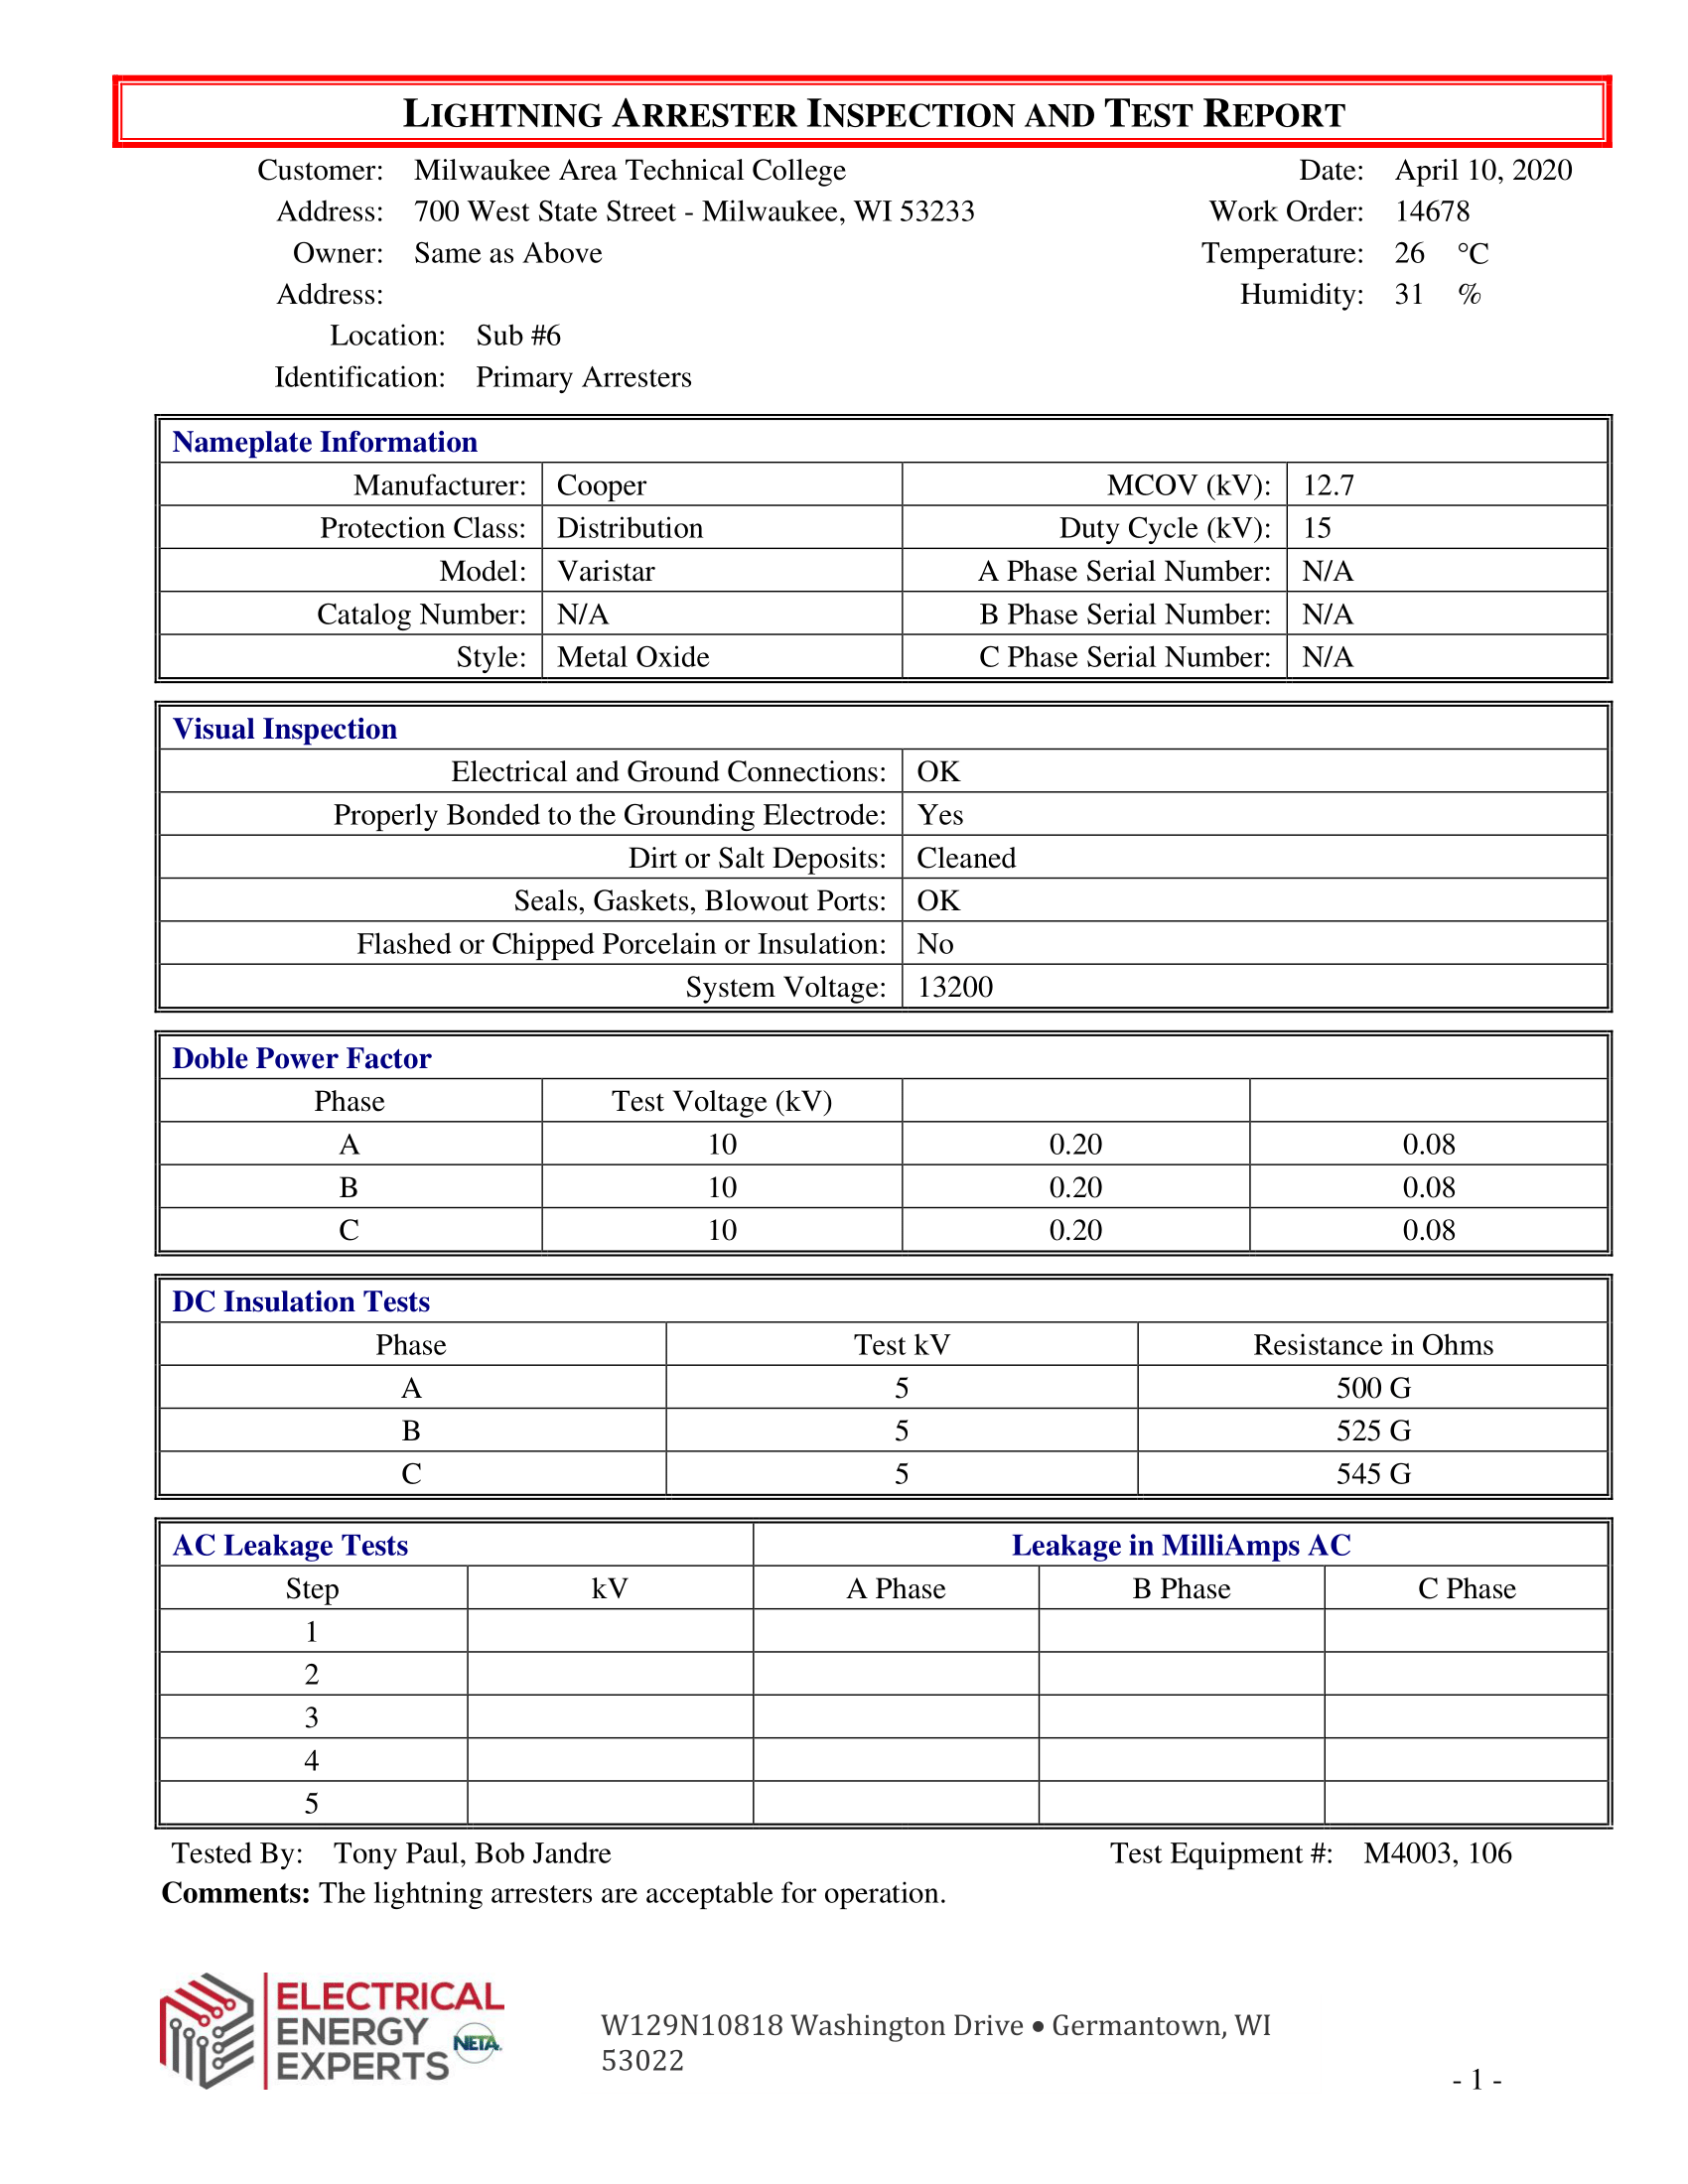 LIGHTNING ARRESTER INSPECTION AND TEST REPORT
Customer: Milwaukee Area Technical College Date: April 10, 2020
Address: 700 West State Street - Milwaukee, WI 53233 Work Order: 14678
Owner: Same as Above Temperature: 26 °C
Address: Humidity: 31 %
Location: Sub #6
Identification: Primary Arresters
Nameplate Information
Manufacturer: Cooper MCOV (kV): 12.7
Protection Class: Distribution Duty Cycle (kV): 15
Model: Varistar A Phase Serial Number: N/A
Catalog Number: N/A B Phase Serial Number: N/A
Style: Metal Oxide C Phase Serial Number: N/A
Visual Inspection
Electrical and Ground Connections: OK
Properly Bonded to the Grounding Electrode: Yes
Dirt or Salt Deposits: Cleaned
Seals, Gaskets, Blowout Ports: OK
Flashed or Chipped Porcelain or Insulation: No
System Voltage: 13200
Doble Power Factor
Phase Test Voltage (kV)
A 10 0.20 0.08
B 10 0.20 0.08
C 10 0.20 0.08
DC Insulation Tests
Phase Test kV Resistance in Ohms
A 5 500 G
B 5 525 G
C 5 545 G
AC Leakage Tests Leakage in MilliAmps AC
Step kV A Phase B Phase C Phase
1
2
3
4
5
Tested By: Tony Paul, Bob Jandre Test Equipment #: M4003, 106
Comments: The lightning arresters are acceptable for operation.
ELECTRICAL
ENERGY
EXPERTS
NETA
W129N10818 Washington Drive • Germantown, WI
53022
- 1 -